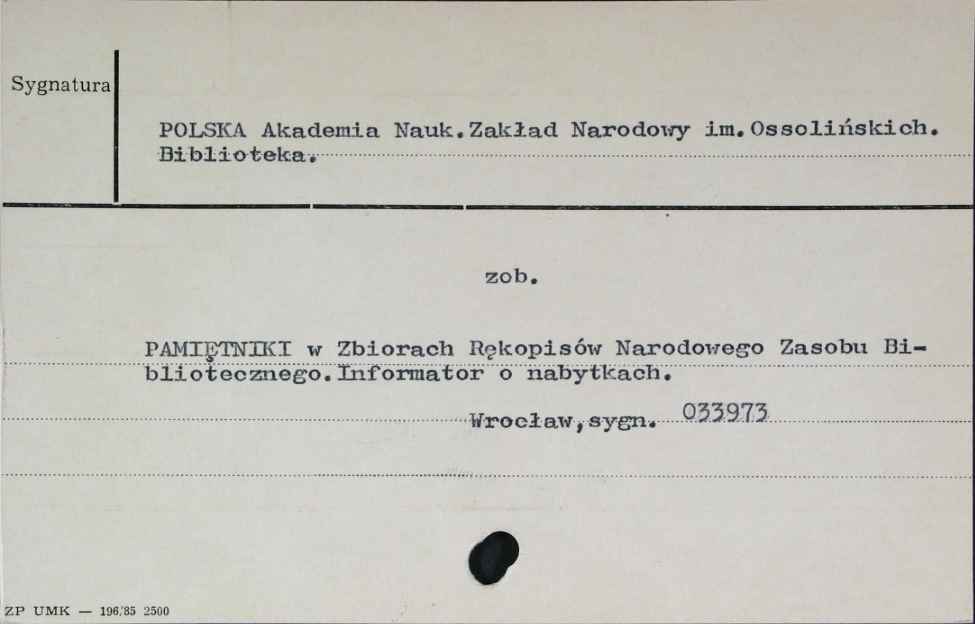 Sygnatura
POLSKA Akademia Nauk.Zakład Narodowy im.Ossolińskich.
Biblioteka.
zob.
PAMIĘTNIKI w Zbiorach Rękopisów Narodowego Zasobu Bi-
bliotecznego.Informator o nabytkach.
Wrocław,sygn. 033973
ZP UMK — 196/85 2500